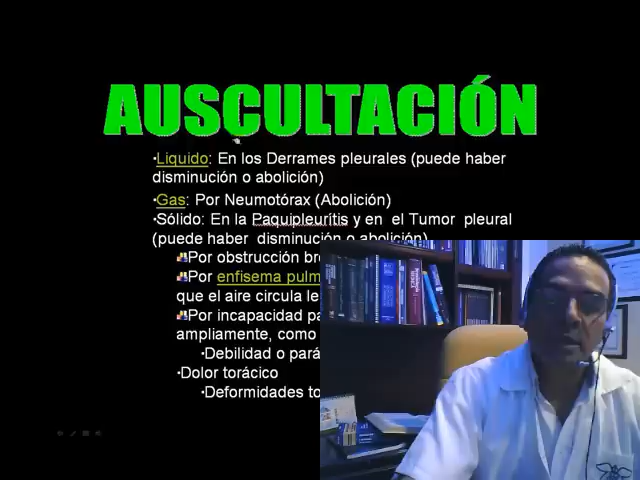 AUSCULTACIÓN
•Liquido: En los Derrames pleurales (puede haber
disminución o abolición)
•Gas: Por Neumotórax (Abolición)
•Sólido: En la Paquipleurítis y en el Tumor pleural
(puede haber disminución o abolición)
Por obstrucción br
Por enfisema pulm
que el aire circula le
Por incapacidad pa
ampliamente, como
•Debilidad o pará
•Dolor torácico
•Deformidades to